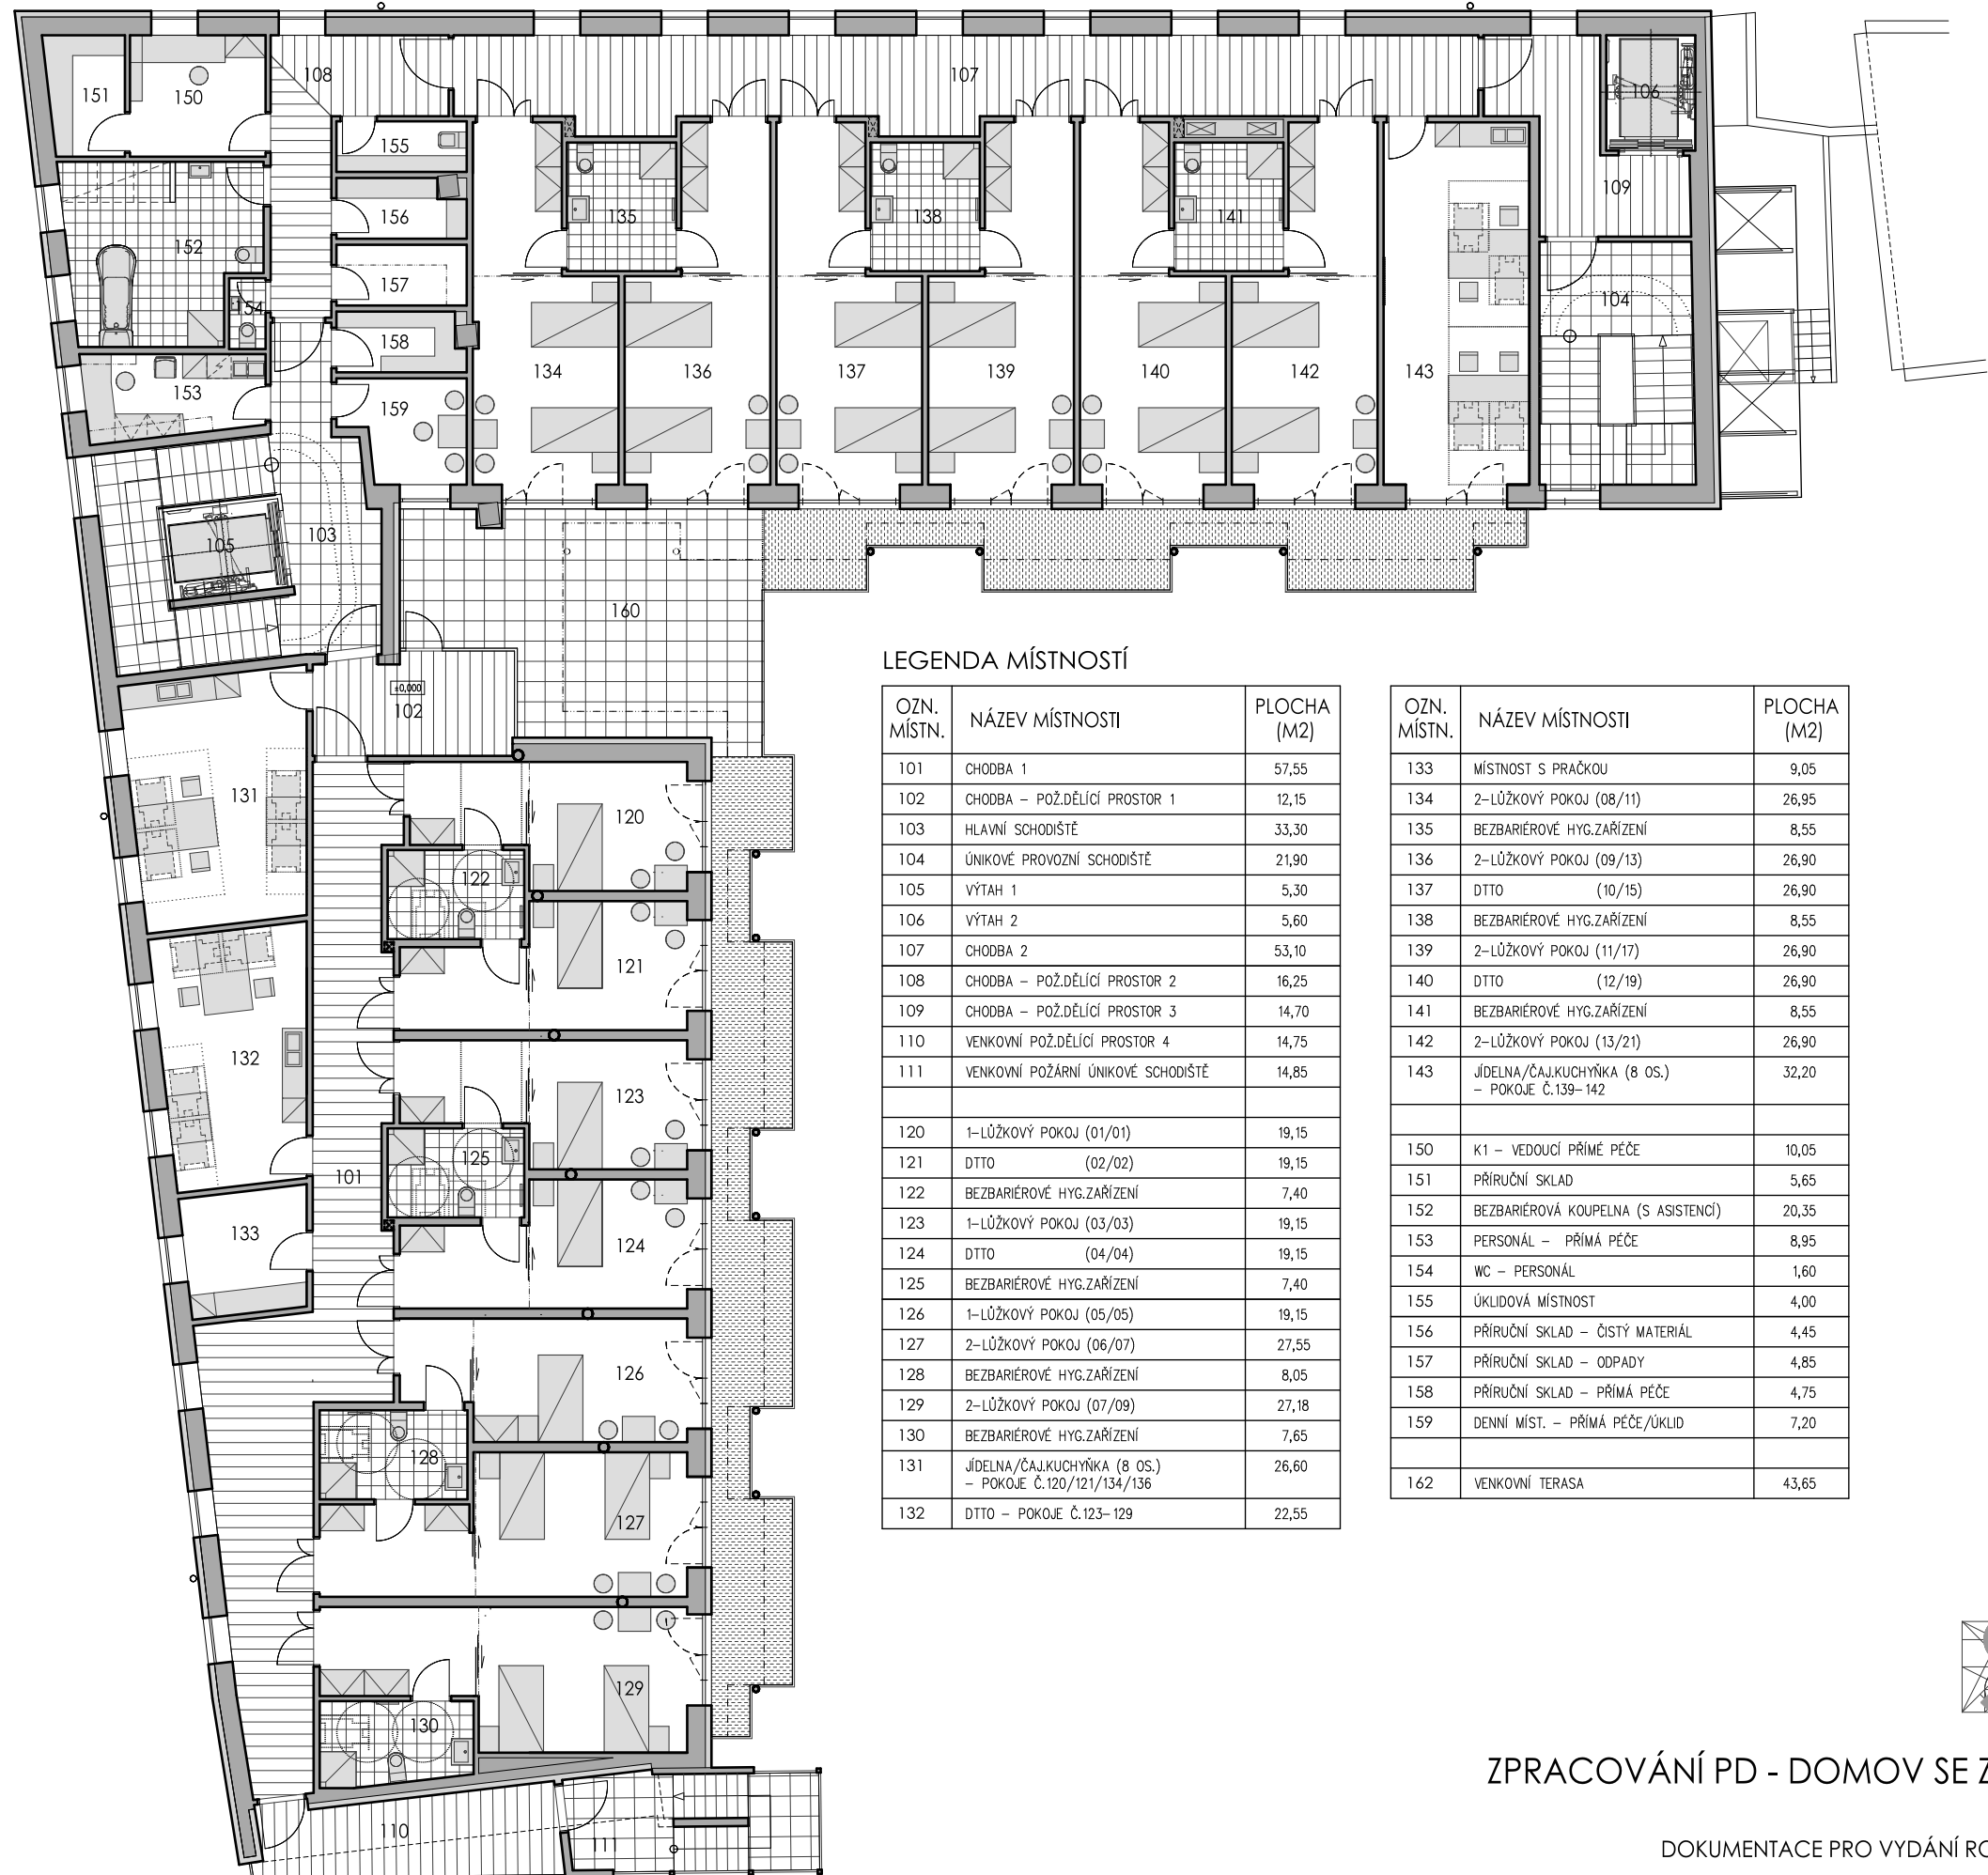 108
107
151
150
106
155
109
156
135
138
141
152
157
154
104
158
134
136
137
139
140
142
143
153
159
103
105
160
±0,000
102
131
120
122
121
132
123
125
101
133
124
126
128
127
129
130
110
111
LEGENDA MÍSTNOSTÍ
OZN. MÍSTN. NÁZEV MÍSTNOSTI PLOCHA (M2)
101 CHODBA 1 57,55
102 CHODBA – POŽ.DĚLÍCÍ PROSTOR 1 12,15
103 HLAVNÍ SCHODIŠTĚ 33,30
104 ÚNIKOVÉ PROVOZNÍ SCHODIŠTĚ 21,90
105 VÝTAH 1 5,30
106 VÝTAH 2 5,60
107 CHODBA 2 53,10
108 CHODBA – POŽ.DĚLÍCÍ PROSTOR 2 16,25
109 CHODBA – POŽ.DĚLÍCÍ PROSTOR 3 14,70
110 VENKOVNÍ POŽ.DĚLÍCÍ PROSTOR 4 14,75
111 VENKOVNÍ POŽÁRNÍ ÚNIKOVÉ SCHODIŠTĚ 14,85
120 1–LŮŽKOVÝ POKOJ (01/01) 19,15
121 DTTO (02/02) 19,15
122 BEZBARIÉROVÉ HYG.ZAŘÍZENÍ 7,40
123 1–LŮŽKOVÝ POKOJ (03/03) 19,15
124 DTTO (04/04) 19,15
125 BEZBARIÉROVÉ HYG.ZAŘÍZENÍ 7,40
126 1–LŮŽKOVÝ POKOJ (05/05) 19,15
127 2–LŮŽKOVÝ POKOJ (06/07) 27,55
128 BEZBARIÉROVÉ HYG.ZAŘÍZENÍ 8,05
129 2–LŮŽKOVÝ POKOJ (07/09) 27,18
130 BEZBARIÉROVÉ HYG.ZAŘÍZENÍ 7,65
131 JÍDELNA/ČAJ.KUCHYŇKA (8 OS.) 26,60
– POKOJE Č.120/121/134/136
132 DTTO – POKOJE Č.123–129 22,55
OZN. MÍSTN. NÁZEV MÍSTNOSTI PLOCHA (M2)
133 MÍSTNOST S PRAČKOU 9,05
134 2–LŮŽKOVÝ POKOJ (08/11) 26,95
135 BEZBARIÉROVÉ HYG.ZAŘÍZENÍ 8,55
136 2–LŮŽKOVÝ POKOJ (09/13) 26,90
137 DTTO (10/15) 26,90
138 BEZBARIÉROVÉ HYG.ZAŘÍZENÍ 8,55
139 2–LŮŽKOVÝ POKOJ (11/17) 26,90
140 DTTO (12/19) 26,90
141 BEZBARIÉROVÉ HYG.ZAŘÍZENÍ 8,55
142 2–LŮŽKOVÝ POKOJ (13/21) 26,90
143 JÍDELNA/ČAJ.KUCHYŇKA (8 OS.) 32,20
– POKOJE Č.139–142
150 K1 – VEDOUCÍ PŘÍMÉ PÉČE 10,05
151 PŘÍRUČNÍ SKLAD 5,65
152 BEZBARIÉROVÁ KOUPELNA (S ASISTENCÍ) 20,35
153 PERSONÁL – PŘÍMÁ PÉČE 8,95
154 WC – PERSONÁL 1,60
155 ÚKLIDOVÁ MÍSTNOST 4,00
156 PŘÍRUČNÍ SKLAD – ČISTÝ MATERIÁL 4,45
157 PŘÍRUČNÍ SKLAD – ODPADY 4,85
158 PŘÍRUČNÍ SKLAD – PŘÍMÁ PÉČE 4,75
159 DENNÍ MÍST. – PŘÍMÁ PÉČE/ÚKLID 7,20
162 VENKOVNÍ TERASA 43,65
ZPRACOVÁNÍ PD - DOMOV SE Z
DOKUMENTACE PRO VYDÁNÍ RO